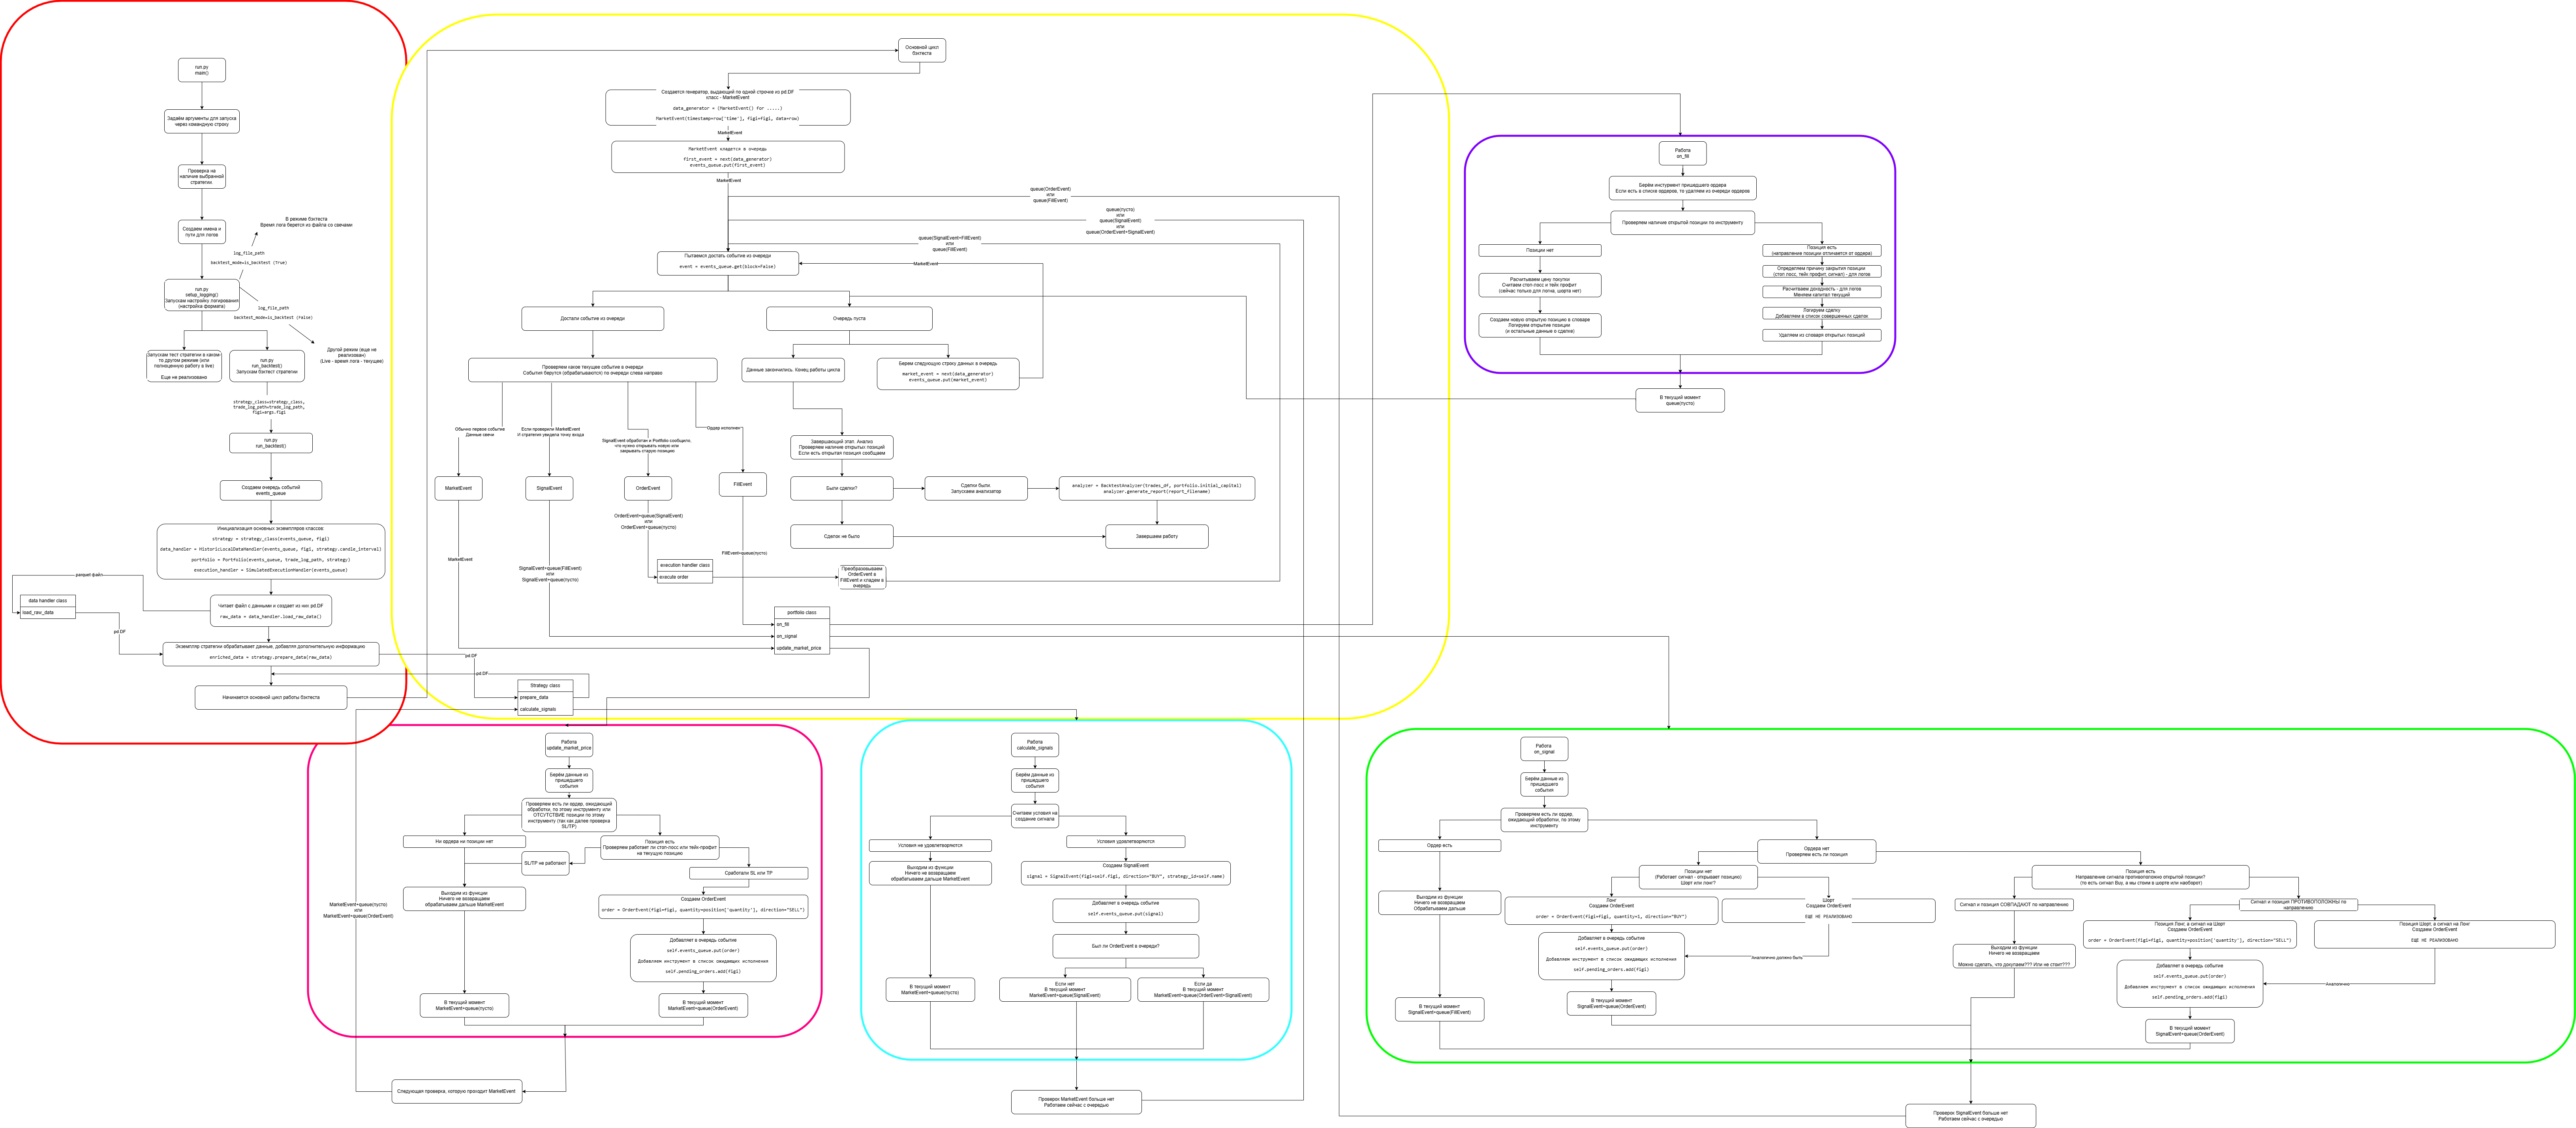 run.py
main()
Задаём аргументы для запуска
через командную строку
Проверка на
наличие выбранной
стратегии.
Создаем имена и
пути для логов
В режиме бэктеста
Время лога берется из файла со свечами
log_file_path
backtest_mode=is_backtest (True)
run.py
setup_logging()
Запускам настройку логирования
(настройка формата)
log_file_path
backtest_mode=is_backtest (False)
Другой режим (еще не
реализован)
(Live - время лога - текущее)
Запускам тест стратегии в каком-
то другом режиме (или
полноценную работу в live)
Еще не реализовано
run.py
run_backtest()
Запускам бэктест стратегии
strategy_class=strategy_class,
trade_log_path=trade_log_path,
figi=args.figi
run.py
run_backtest()
Создаем очередь событий
events_queue
Инициализация основных экземпляров классов:
strategy = strategy_class(events_queue, figi)
data_handler = HistoricLocalDataHandler(events_queue, figi, strategy.candle_interval)
portfolio = Portfolio(events_queue, trade_log_path, strategy)
execution_handler = SimulatedExecutionHandler(events_queue)
parquet файл
data handler class
load_raw_data
Читает файл с данными и создает из них pd.DF
raw_data = data_handler.load_raw_data()
pd.DF
Экземпляр стратегии обрабатывает данные, добавляя дополнительную информацию
enriched_data = strategy.prepare_data(raw_data)
pd.DF
pd.DF
Начинается основной цикл работы бэктеста
Strategy class
prepare_data
calculate_signals
Основной цикл
бэктеста
Создается генератор, выдающий по одной строчке из pd.DF
класс - MarketEvent
data_generator = (MarketEvent() for .....)
MarketEvent(timestamp=row['time'], figi=figi, data=row)
MarketEvent
MarketEvent кладется в очередь
first_event = next(data_generator)
events_queue.put(first_event)
MarketEvent
queue(OrderEvent)
или
queue(FillEvent)
queue(пусто)
или
queue(SignalEvent)
или
queue(OrderEvent+SignalEvent)
queue(SignalEvent+FillEvent)
или
queue(FillEvent)
Пытаемся достать событие из очереди
event = events_queue.get(block=False)
MarketEvent
Достали событие из очереди
Очередь пуста
Проверяем какое текущее событие в очереди
События берутся (обрабатываются) по очереди слева направо
Данные закончились. Конец работы цикла
Берем следующую строку данных в очередь
market_event = next(data_generator)
events_queue.put(market_event)
Обычно первое событие
Данные свечи
Если проверили MarketEvent
И стратегия увидела точку входа
SignalEvent обработан и Portfolio сообщило,
что нужно открывать новую или
закрывать старую позицию
Ордер исполнен
Завершающий этап. Анализ
Проверяем наличие открытых позиций
Если есть открытая позиция сообщаем
MarketEvent
SignalEvent
OrderEvent
FillEvent
Были сделки?
Сделки были
Запускаем анализатор
analyzer = BacktestAnalyzer(trades_df, portfolio.initial_capital)
analyzer.generate_report(report_filename)
OrderEvent+queue(SignalEvent)
или
OrderEvent+queue(пусто)
Сделок не было
Завершаем работу
MarketEvent
SignalEvent+queue(FillEvent)
или
SignalEvent+queue(пусто)
FillEvent+queue(пусто)
execution handler class
execute order
Преобразовываем
OrderEvent в
FillEvent и кладем в
очередь
portfolio class
on_fill
on_signal
update_market_price
Работа
on_fill
Берём инструмент пришедшего ордера
Если есть в списке ордеров, то удаляем из очереди ордеров
Проверяем наличие открытой позиции по инструменту
Позиции нет
Позиция есть
(направление позиции отличается от ордера)
Расчитываем цену покупки
Считаем стоп-лосс и тейк профит
(сейчас только для логна, шорта нет)
Определяем причину закрытия позиции
(стоп лосс, тейк профит, сигнал) - для логов
Расчитваем доходность - для логов
Меняем капитал текущий
Создаем новую открытую позицию в словаре
Логируем открытие позиции
(и остальные данные в сделке)
Логируем сделку
Добавляем в список совершенных сделок
Удаляем из словаря открытых позиций
В текущий момент
queue(пусто)
Работа
update_market_price
Берём данные из
пришедшего
события
Проверяем есть ли ордер, ожидающий
обработки, по этому инструменту или
ОТСУТСТВИЕ позиции по этому
инструменту (так как далее проверка
SL/TP)
Ни ордера ни позиции нет
Позиция есть
Проверяем работает ли стоп-лосс или тейк-профит
на текущую позицию
SL/TP не работают
Сработали SL или TP
Выходим из функции
Ничего не возвращаем
обрабатываем дальше MarketEvent
Создаем OrderEvent
order = OrderEvent(figi=figi, quantity=position['quantity'], direction="SELL")
MarketEvent+queue(пусто)
или
MarketEvent+queue(OrderEvent)
Добавляет в очередь событие
self.events_queue.put(order)
Добавляем инструмент в список ожидающих исполнения
self.pending_orders.add(figi)
В текущий момент
MarketEvent+queue(пусто)
В текущий момент
MarketEvent+queue(OrderEvent)
Следующая проверка, которую проходит MarketEvent
Работа
calculate_signals
Берём данные из
пришедшего
события
Считаем условия на
создание сигнала
Условия не удовлетворяются
Условия удовлетворяются
Выходим из функции
Ничего не возвращаем
обрабатываем дальше MarketEvent
Создаем SignalEvent
signal = SignalEvent(figi=self.figi, direction="BUY", strategy_id=self.name)
Добавляет в очередь событие
self.events_queue.put(signal)
Был ли OrderEvent в очереди?
В текущий момент
MarketEvent+queue(пусто)
Если нет
В текущий момент
MarketEvent+queue(SignalEvent)
Если да
В текущий момент
MarketEvent+queue(OrderEvent+SignalEvent)
Проверок MarketEvent больше нет
Работаем сейчас с очередью
Работа
on_signal
Берём данные из
пришедшего
события
Проверяем есть ли ордер,
ожидающий обработки, по этому
инструменту
Ордер есть
Ордера нет
Проверяем есть ли позиция
Позиции нет
(Работает сигнал - открывает позицию)
Шорт или лонг?
Позиция есть
Направление сигнала противоположно открытой позиции?
(то есть сигнал Buy, а мы стоим в шорте или наоборот)
Выходим из функции
Ничего не возвращаем
Обрабатываем дальше
Лонг
Создаем OrderEvent
order = OrderEvent(figi=figi, quantity=1, direction="BUY")
Шорт
Создаем OrderEvent
ЕЩЕ НЕ РЕАЛИЗОВАНО
Сигнал и позиция СОВПАДАЮТ по направлению
Сигнал и позиция ПРОТИВОПОЛОЖНЫ по
направлению
Добавляет в очередь событие
self.events_queue.put(order)
Добавляем инструмент в список ожидающих исполнения
self.pending_orders.add(figi)
Аналогично должно быть
Выходим из функции
Ничего не возвращаем
Можно сделать, что докупаем??? Или не стоит???
Позиция Лонг, а сигнал на Шорт
Создаем OrderEvent
order = OrderEvent(figi=figi, quantity=position['quantity'], direction="SELL")
Позиция Шорт, а сигнал на Лонг
Создаем OrderEvent
ЕЩЕ НЕ РЕАЛИЗОВАНО
Добавляет в очередь событие
self.events_queue.put(order)
Добавляем инструмент в список ожидающих исполнения
self.pending_orders.add(figi)
Аналогично
В текущий момент
SignalEvent+queue(FillEvent)
В текущий момент
SignalEvent+queue(OrderEvent)
В текущий момент
SignalEvent+queue(OrderEvent)
Проверок SignalEvent больше нет
Работаем сейчас с очередью